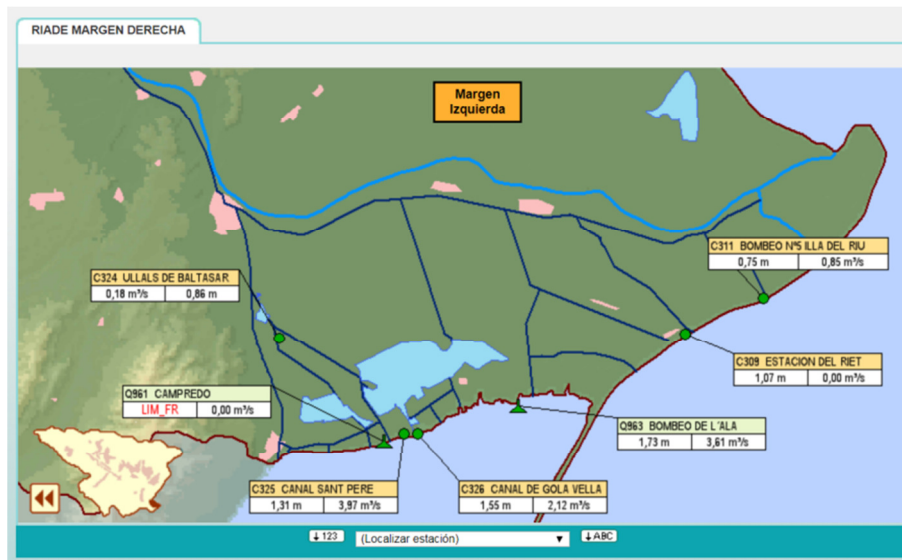 RIADE MARGEN DERECHA
Margen
Izquierda
C311 BOMBEO Nº5 ILLA DEL RIU
0,75 m 0,85 m³/s
C324 ULLALS DE BALTASAR
0,18 m³/s 0,86 m
C309 ESTACION DEL RIET
1,07 m 0,00 m³/s
Q961 CAMPREDO
LIM_FR 0,00 m³/s
Q963 BOMBEO DE L´ALA
1,73 m 3,61 m³/s
C325 CANAL SANT PERE
1,31 m 3,97 m³/s
C326 CANAL DE GOLA VELLA
1,55 m 2,12 m³/s
↓123 (Localizar estación) ▼ ↓ABC